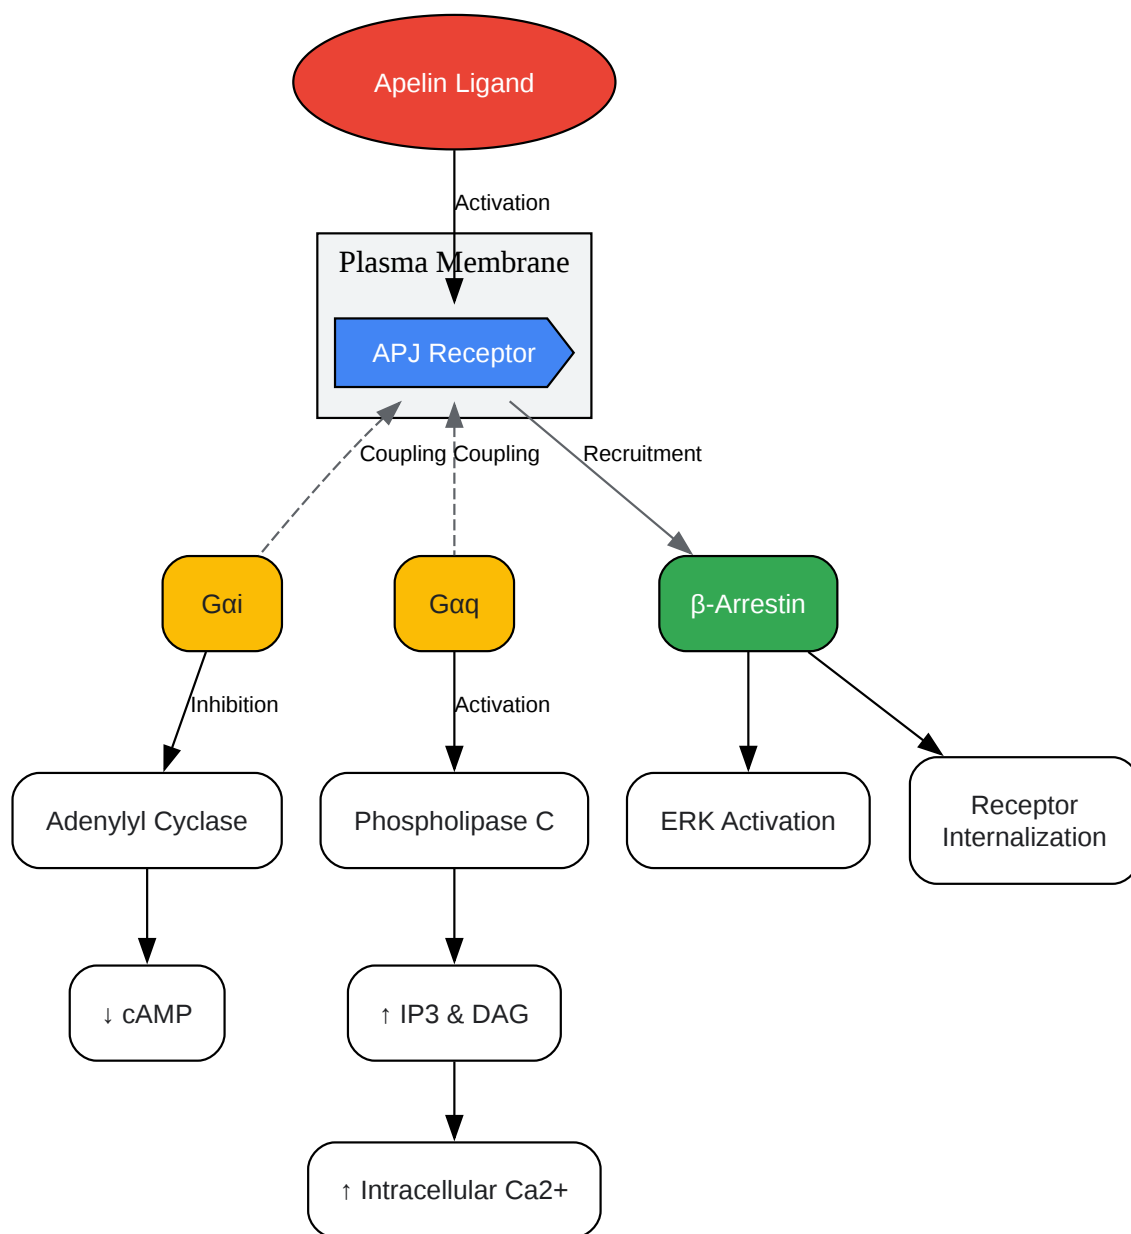 Apelin Ligand
Activation
Plasma Membrane
APJ Receptor
Coupling
Coupling
Recruitment
Gαi
Gαq
β-Arrestin
Inhibition
Activation
Adenylyl Cyclase
Phospholipase C
ERK Activation
Receptor
Internalization
↓ cAMP
↑ IP3 & DAG
↑ Intracellular Ca2+